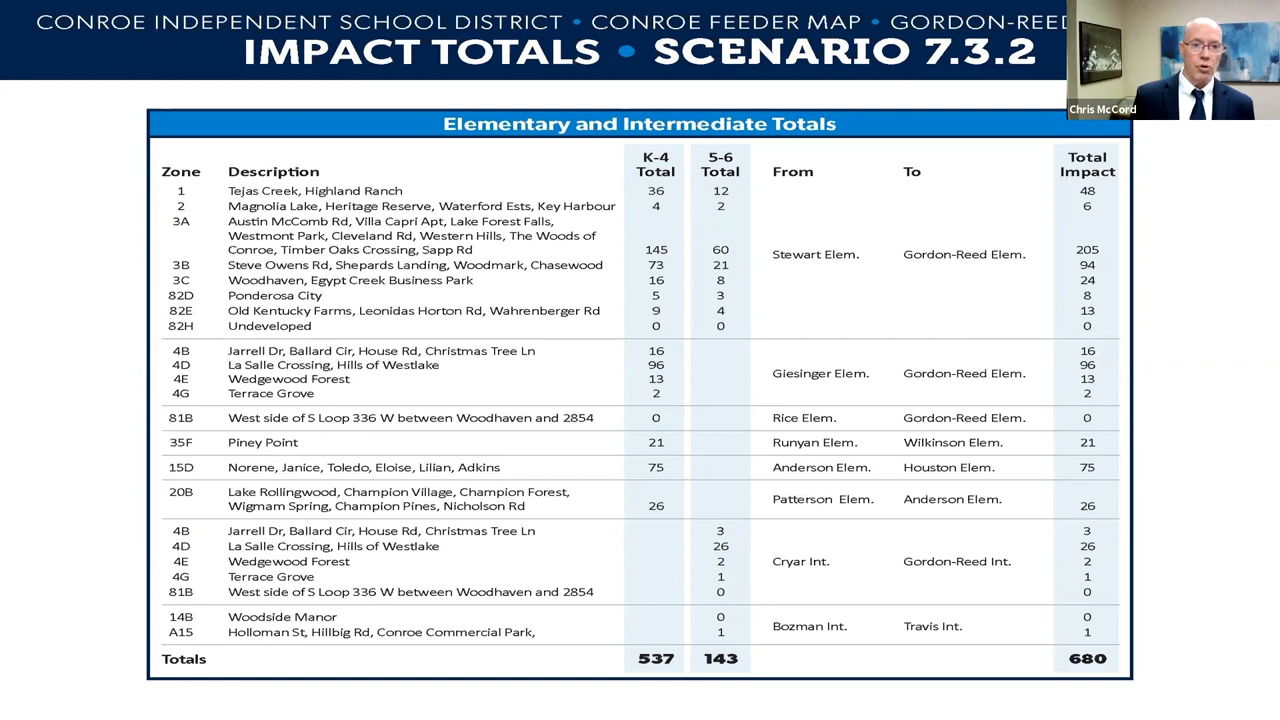 CONROE INDEPENDENT SCHOOL DISTRICT • CONROE FEEDER MAP • GORDON-REED
IMPACT TOTALS • SCENARIO 7.3.2
Chris McCord
Elementary and Intermediate Totals
Zone Description K-4 Total 5-6 Total From To Total Impact
1 Tejas Creek, Highland Ranch 36 12 48
2 Magnolia Lake, Heritage Reserve, Waterford Ests, Key Harbour 4 2 6
3A Austin McComb Rd, Villa Capri Apt, Lake Forest Falls,
Westmont Park, Cleveland Rd, Western Hills, The Woods of
Conroe, Timber Oaks Crossing, Sapp Rd 145 60 Stewart Elem. Gordon-Reed Elem. 205
3B Steve Owens Rd, Shepards Landing, Woodmark, Chasewood 73 21 94
3C Woodhaven, Egypt Creek Business Park 16 8 24
82D Ponderosa City 5 3 8
82E Old Kentucky Farms, Leonidas Horton Rd, Wahrenberger Rd 9 4 13
82H Undeveloped 0 0 0
4B Jarrell Dr, Ballard Cir, House Rd, Christmas Tree Ln 16 16
4D La Salle Crossing, Hills of Westlake 96 Giesinger Elem. Gordon-Reed Elem. 96
4E Wedgewood Forest 13 13
4G Terrace Grove 2 2
81B West side of S Loop 336 W between Woodhaven and 2854 0 Rice Elem. Gordon-Reed Elem. 0
35F Piney Point 21 Runyan Elem. Wilkinson Elem. 21
15D Norene, Janice, Toledo, Eloise, Lilian, Adkins 75 Anderson Elem. Houston Elem. 75
20B Lake Rollingwood, Champion Village, Champion Forest,
Wigmam Spring, Champion Pines, Nicholson Rd 26 Patterson Elem. Anderson Elem. 26
4B Jarrell Dr, Ballard Cir, House Rd, Christmas Tree Ln 3 3
4D La Salle Crossing, Hills of Westlake 26 26
4E Wedgewood Forest 2 Cryar Int. Gordon-Reed Int. 2
4G Terrace Grove 1 1
81B West side of S Loop 336 W between Woodhaven and 2854 0 0
14B Woodside Manor 0 Bozman Int. Travis Int. 0
A15 Holloman St, Hillbig Rd, Conroe Commercial Park, 1 1
Totals 537 143 680